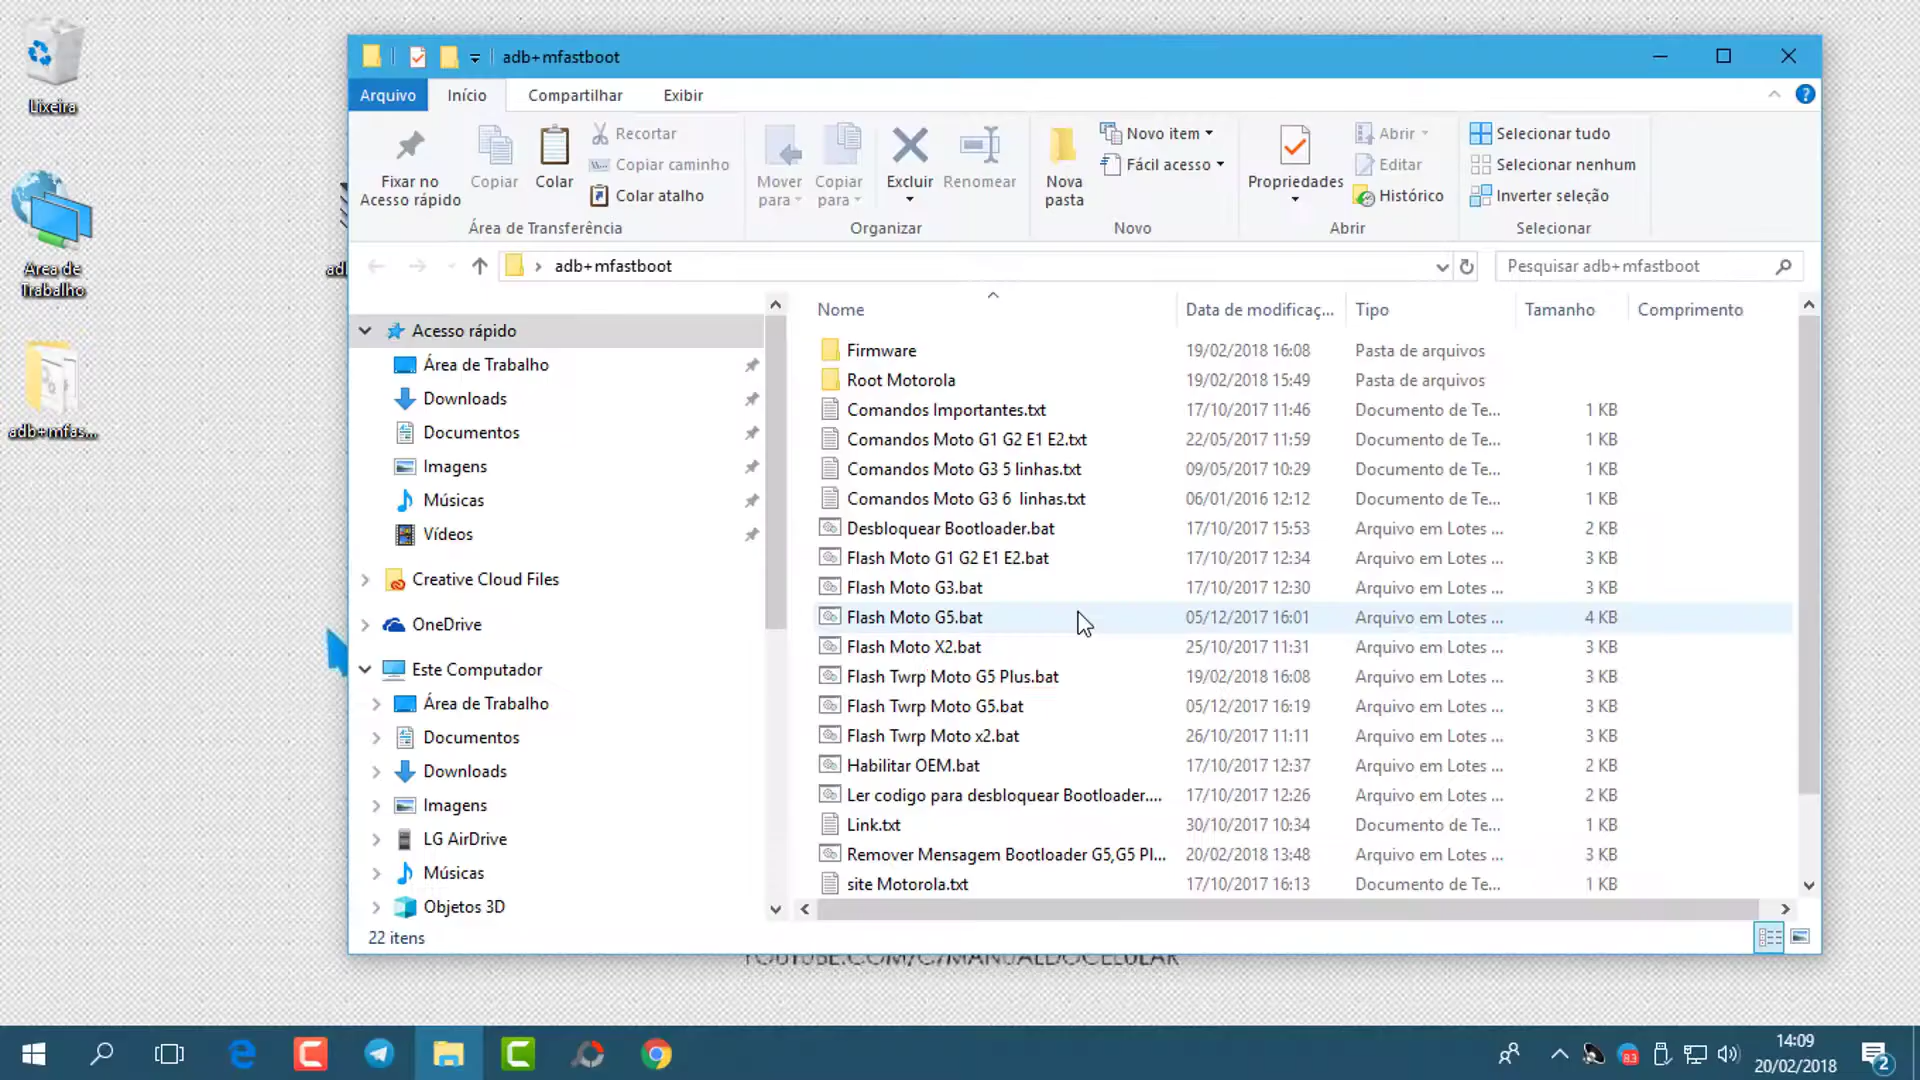 Lixeira
Área de
Trabalho
adb+mfas...
adb+mfastboot
Arquivo
Início
Compartilhar
Exibir
Fixar no
Acesso rápido
Copiar
Colar
Recortar
Copiar caminho
Colar atalho
Área de Transferência
Mover
para
Copiar
para
Excluir
Renomear
Organizar
Nova
pasta
Novo item
Fácil acesso
Novo
Propriedades
Abrir
Editar
Histórico
Abrir
Selecionar tudo
Selecionar nenhum
Inverter seleção
Selecionar
adb+mfastboot
Pesquisar adb+mfastboot
Acesso rápido
Área de Trabalho
Downloads
Documentos
Imagens
Músicas
Vídeos
Creative Cloud Files
OneDrive
Este Computador
Área de Trabalho
Documentos
Downloads
Imagens
LG AirDrive
Músicas
Objetos 3D
Nome Data de modificaç... Tipo Tamanho Comprimento
Firmware 19/02/2018 16:08 Pasta de arquivos
Root Motorola 19/02/2018 15:49 Pasta de arquivos
Comandos Importantes.txt 17/10/2017 11:46 Documento de Te... 1 KB
Comandos Moto G1 G2 E1 E2.txt 22/05/2017 11:59 Documento de Te... 1 KB
Comandos Moto G3 5 linhas.txt 09/05/2017 10:29 Documento de Te... 1 KB
Comandos Moto G3 6 linhas.txt 06/01/2016 12:12 Documento de Te... 1 KB
Desbloquear Bootloader.bat 17/10/2017 15:53 Arquivo em Lotes ... 2 KB
Flash Moto G1 G2 E1 E2.bat 17/10/2017 12:34 Arquivo em Lotes ... 3 KB
Flash Moto G3.bat 17/10/2017 12:30 Arquivo em Lotes ... 3 KB
Flash Moto G5.bat 05/12/2017 16:01 Arquivo em Lotes ... 4 KB
Flash Moto X2.bat 25/10/2017 11:31 Arquivo em Lotes ... 3 KB
Flash Twrp Moto G5 Plus.bat 19/02/2018 16:08 Arquivo em Lotes ... 3 KB
Flash Twrp Moto G5.bat 05/12/2017 16:19 Arquivo em Lotes ... 3 KB
Flash Twrp Moto x2.bat 26/10/2017 11:11 Arquivo em Lotes ... 3 KB
Habilitar OEM.bat 17/10/2017 12:37 Arquivo em Lotes ... 2 KB
Ler codigo para desbloquear Bootloader.... 17/10/2017 12:26 Arquivo em Lotes ... 2 KB
Link.txt 30/10/2017 10:34 Documento de Te... 1 KB
Remover Mensagem Bootloader G5,G5 Pl... 20/02/2018 13:48 Arquivo em Lotes ... 3 KB
site Motorola.txt 17/10/2017 16:13 Documento de Te... 1 KB
22 itens
YOUTUBE.COM/C/MANUALDOCELULAR
83
14:09
20/02/2018
2